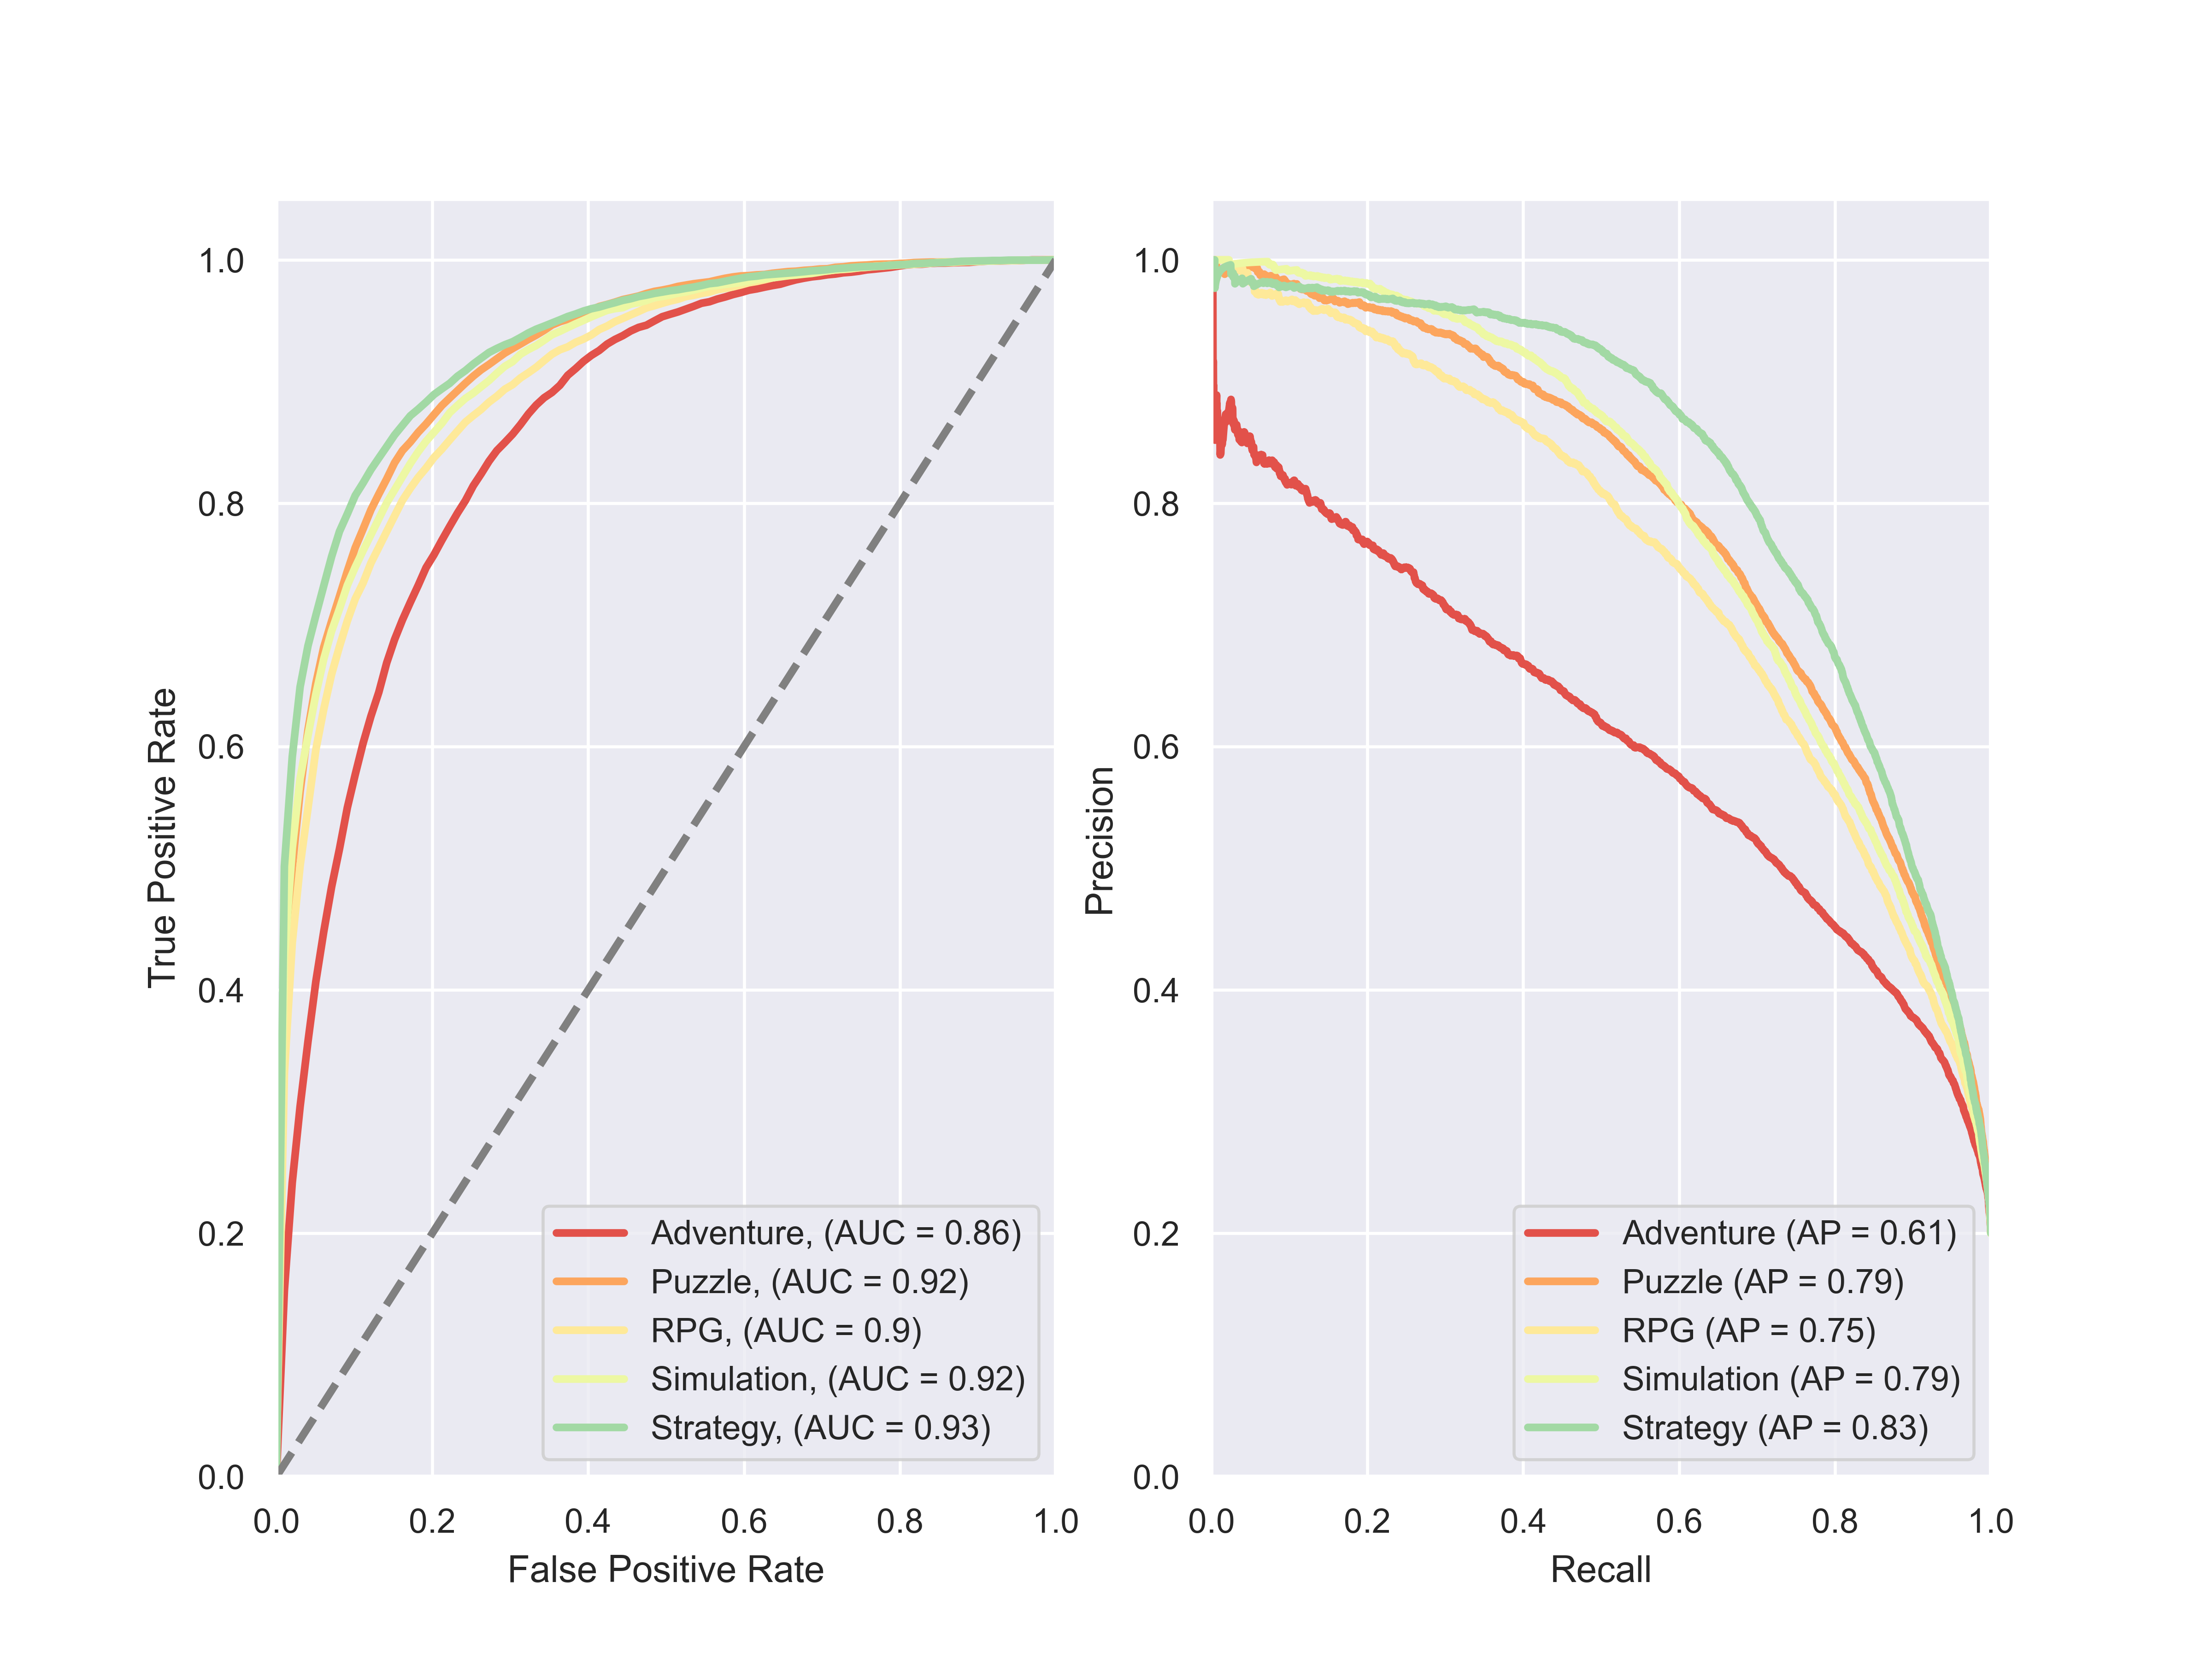 1.0
0.8
0.6
0.4
0.2
0.0
True Positive Rate
0.0 0.2 0.4 0.6 0.8 1.0
False Positive Rate
Adventure, (AUC = 0.86)
Puzzle, (AUC = 0.92)
RPG, (AUC = 0.9)
Simulation, (AUC = 0.92)
Strategy, (AUC = 0.93)
1.0
0.8
0.6
0.4
0.2
0.0
Precision
0.0 0.2 0.4 0.6 0.8 1.0
Recall
Adventure (AP = 0.61)
Puzzle (AP = 0.79)
RPG (AP = 0.75)
Simulation (AP = 0.79)
Strategy (AP = 0.83)